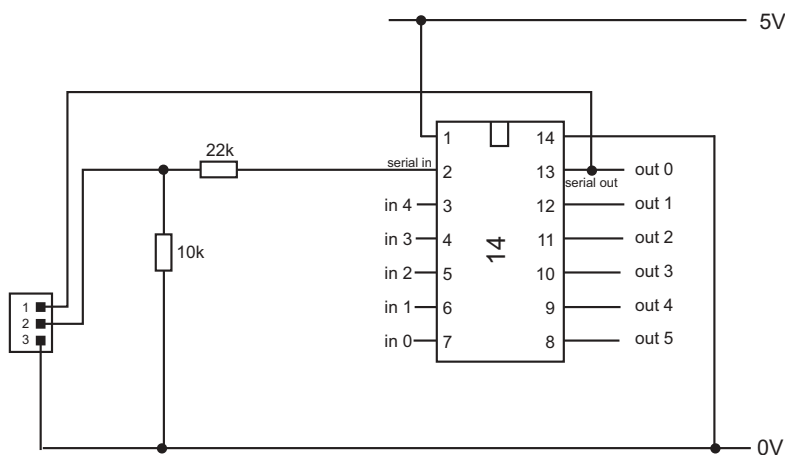 5V
22k
serial in
1
14
2
13
out 0
serial out
in 4
3
12
out 1
in 3
4
11
out 2
14
10k
in 2
5
10
out 3
in 1
6
9
out 4
in 0
7
8
out 5
1
2
3
0V